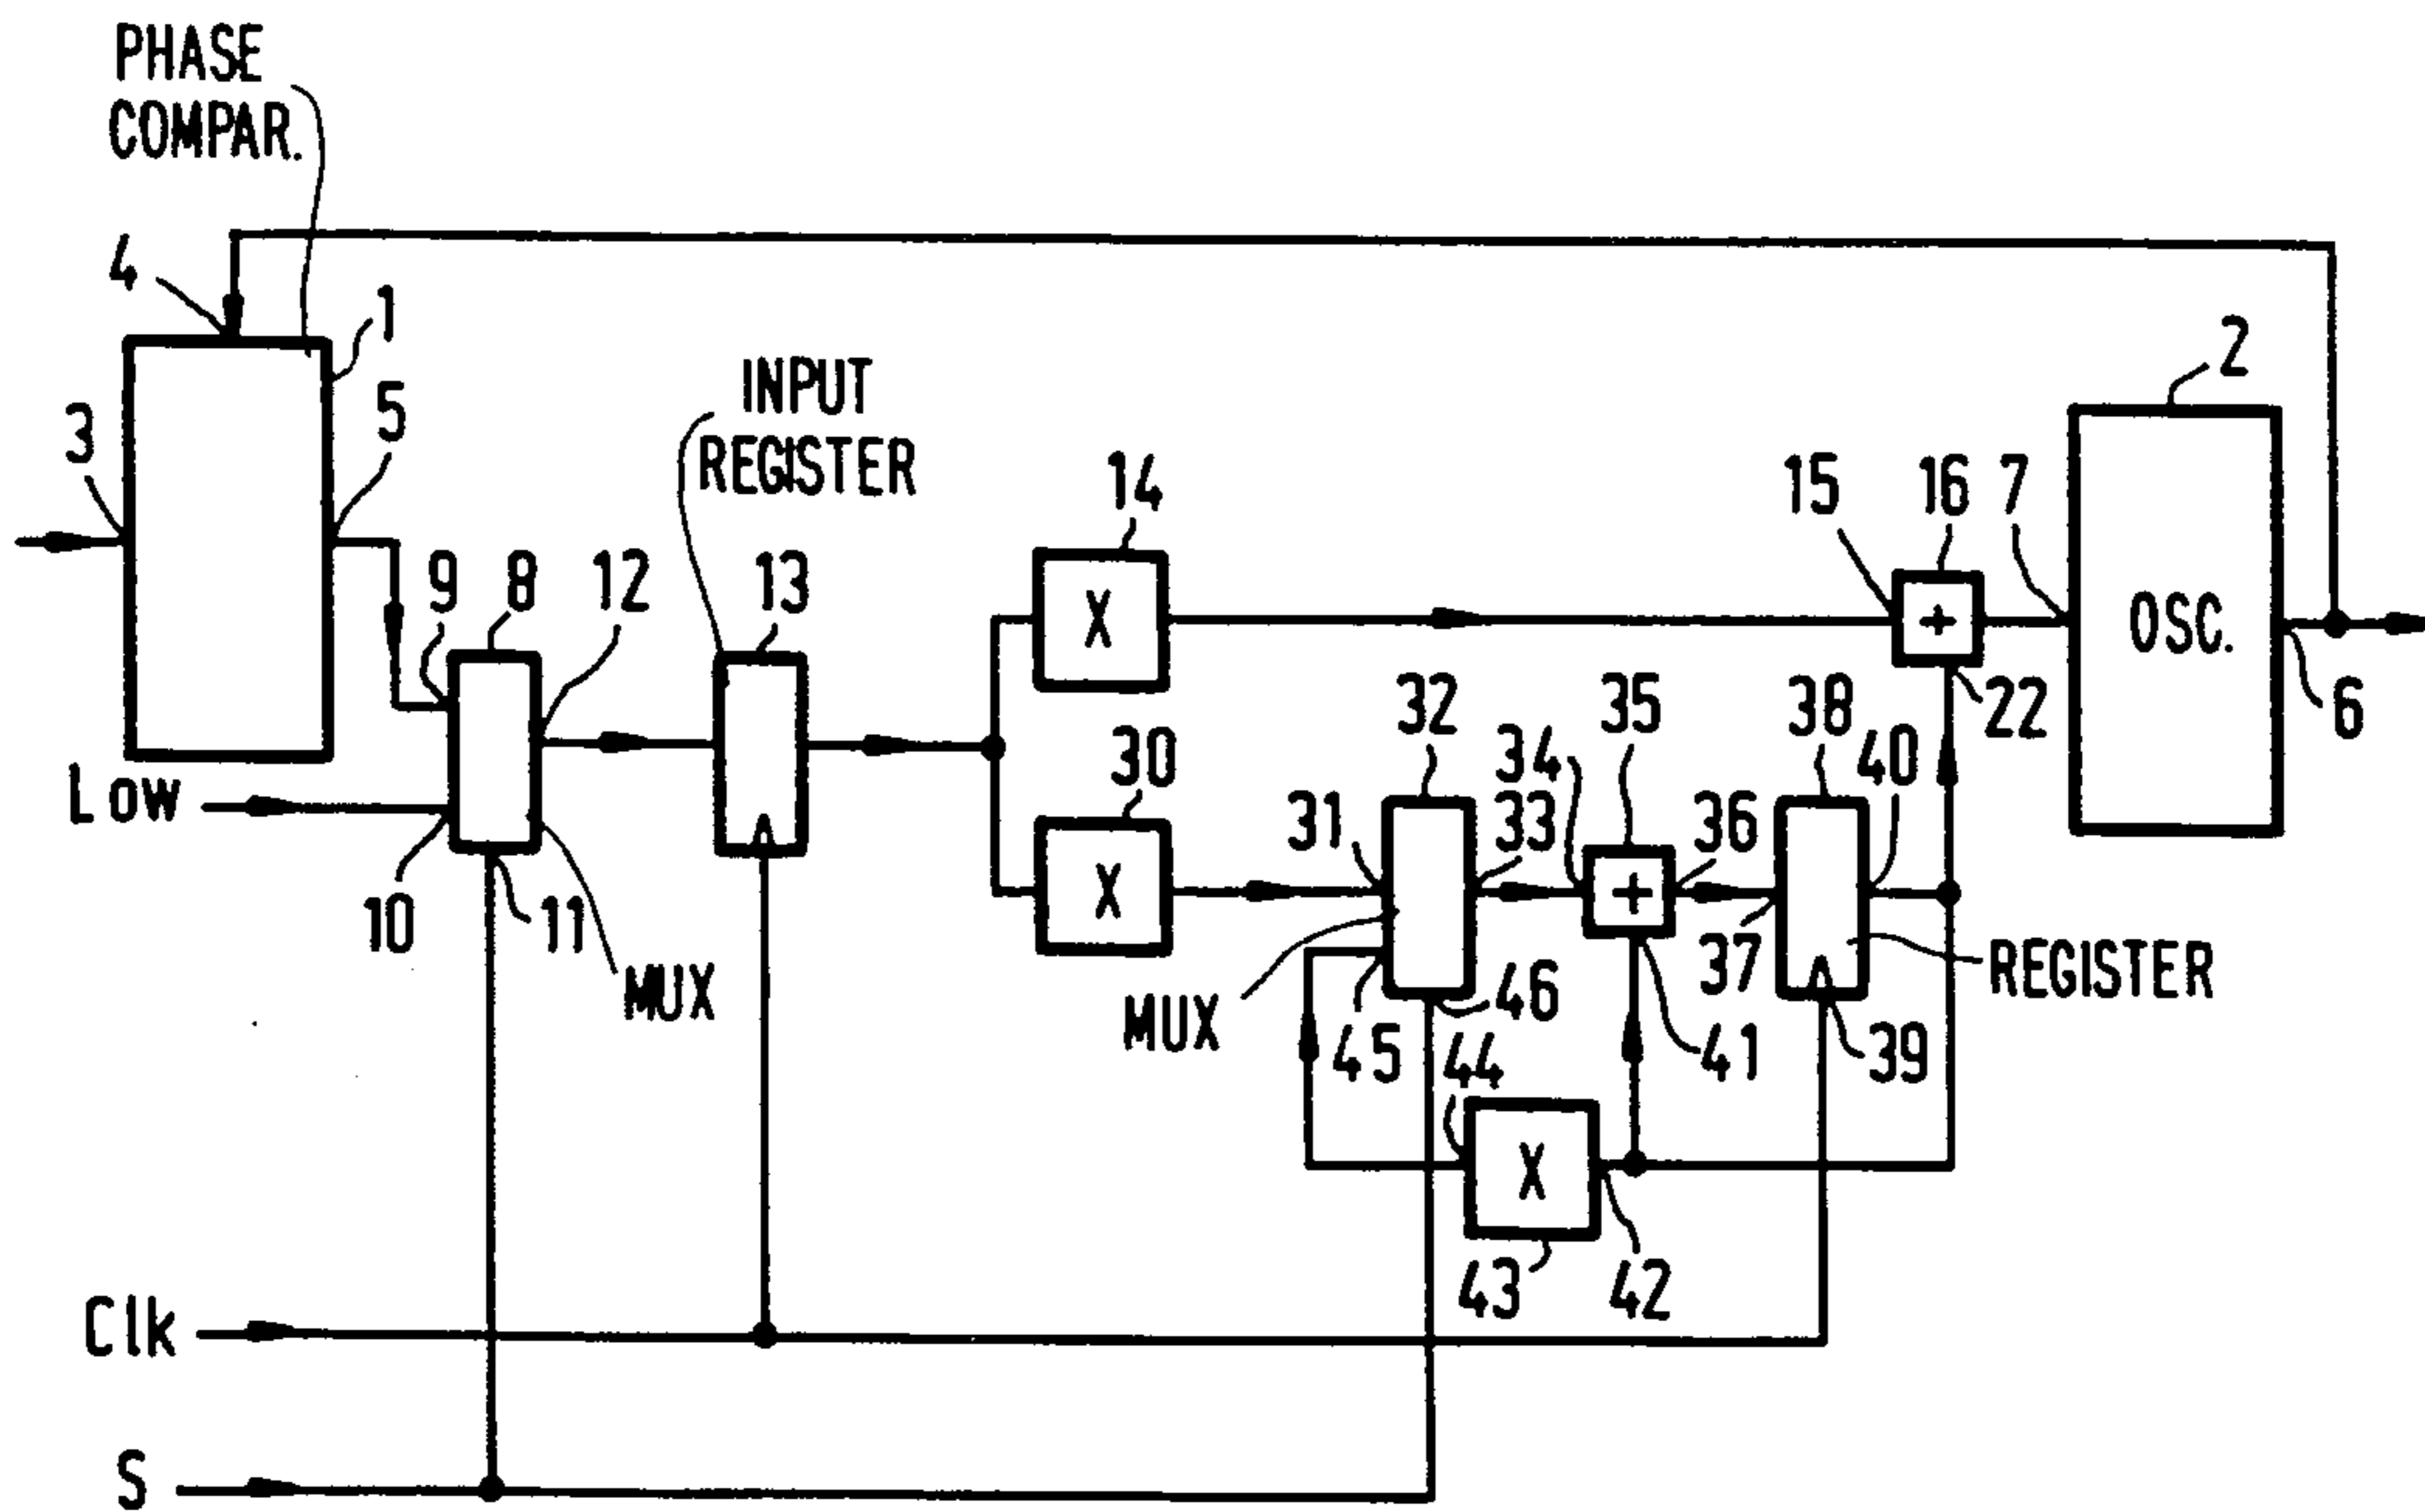 PHASE
COMPAR.
4
1
3
5
INPUT
REGISTER
2
14
15
16
7
9
8
12
13
X
+
OSC.
22
6
Low
30
32
35
38
34
40
31
33
36
10
11
X
+
37
MUX
REGISTER
MUX
46
45
44
41
39
X
43
42
Clk
S